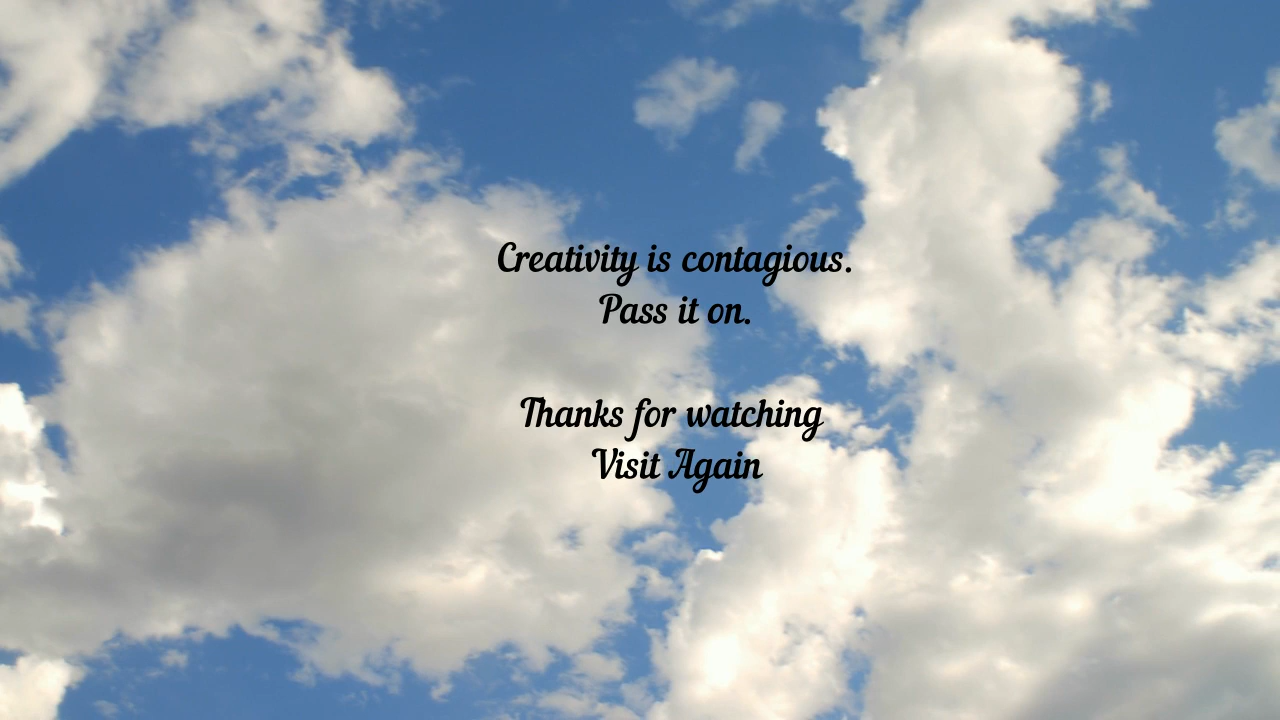 Creativity is contagious.
Pass it on.
Thanks for watching
Visit Again